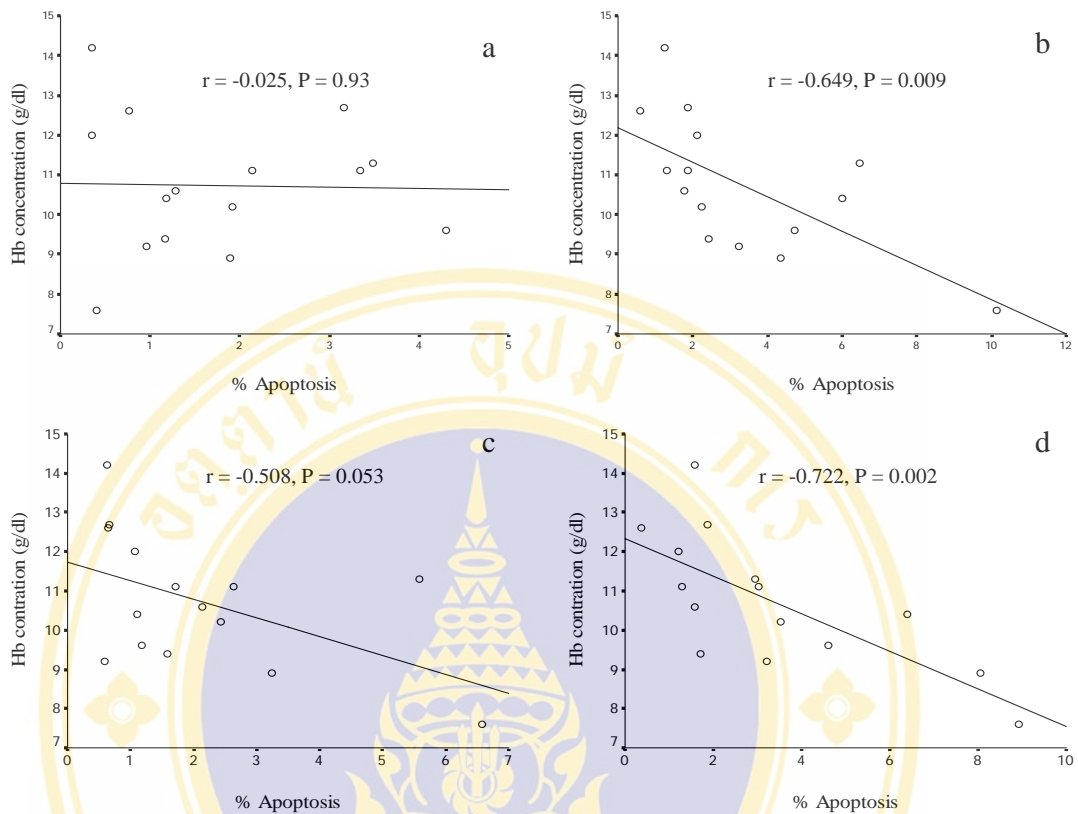 a
r = -0.025, P = 0.93
Hb concentration (g/dl)
15
14
13
12
11
10
9
8
7
0 1 2 3 4 5
% Apoptosis
b
r = -0.649, P = 0.009
Hb concentration (g/dl)
15
14
13
12
11
10
9
8
7
0 2 4 6 8 10 12
% Apoptosis
c
r = -0.508, P = 0.053
Hb contration (g/dl)
15
14
13
12
11
10
9
8
7
0 1 2 3 4 5 6 7
% Apoptosis
d
r = -0.722, P = 0.002
Hb contration (g/dl)
15
14
13
12
11
10
9
8
7
0 2 4 6 8 10
% Apoptosis